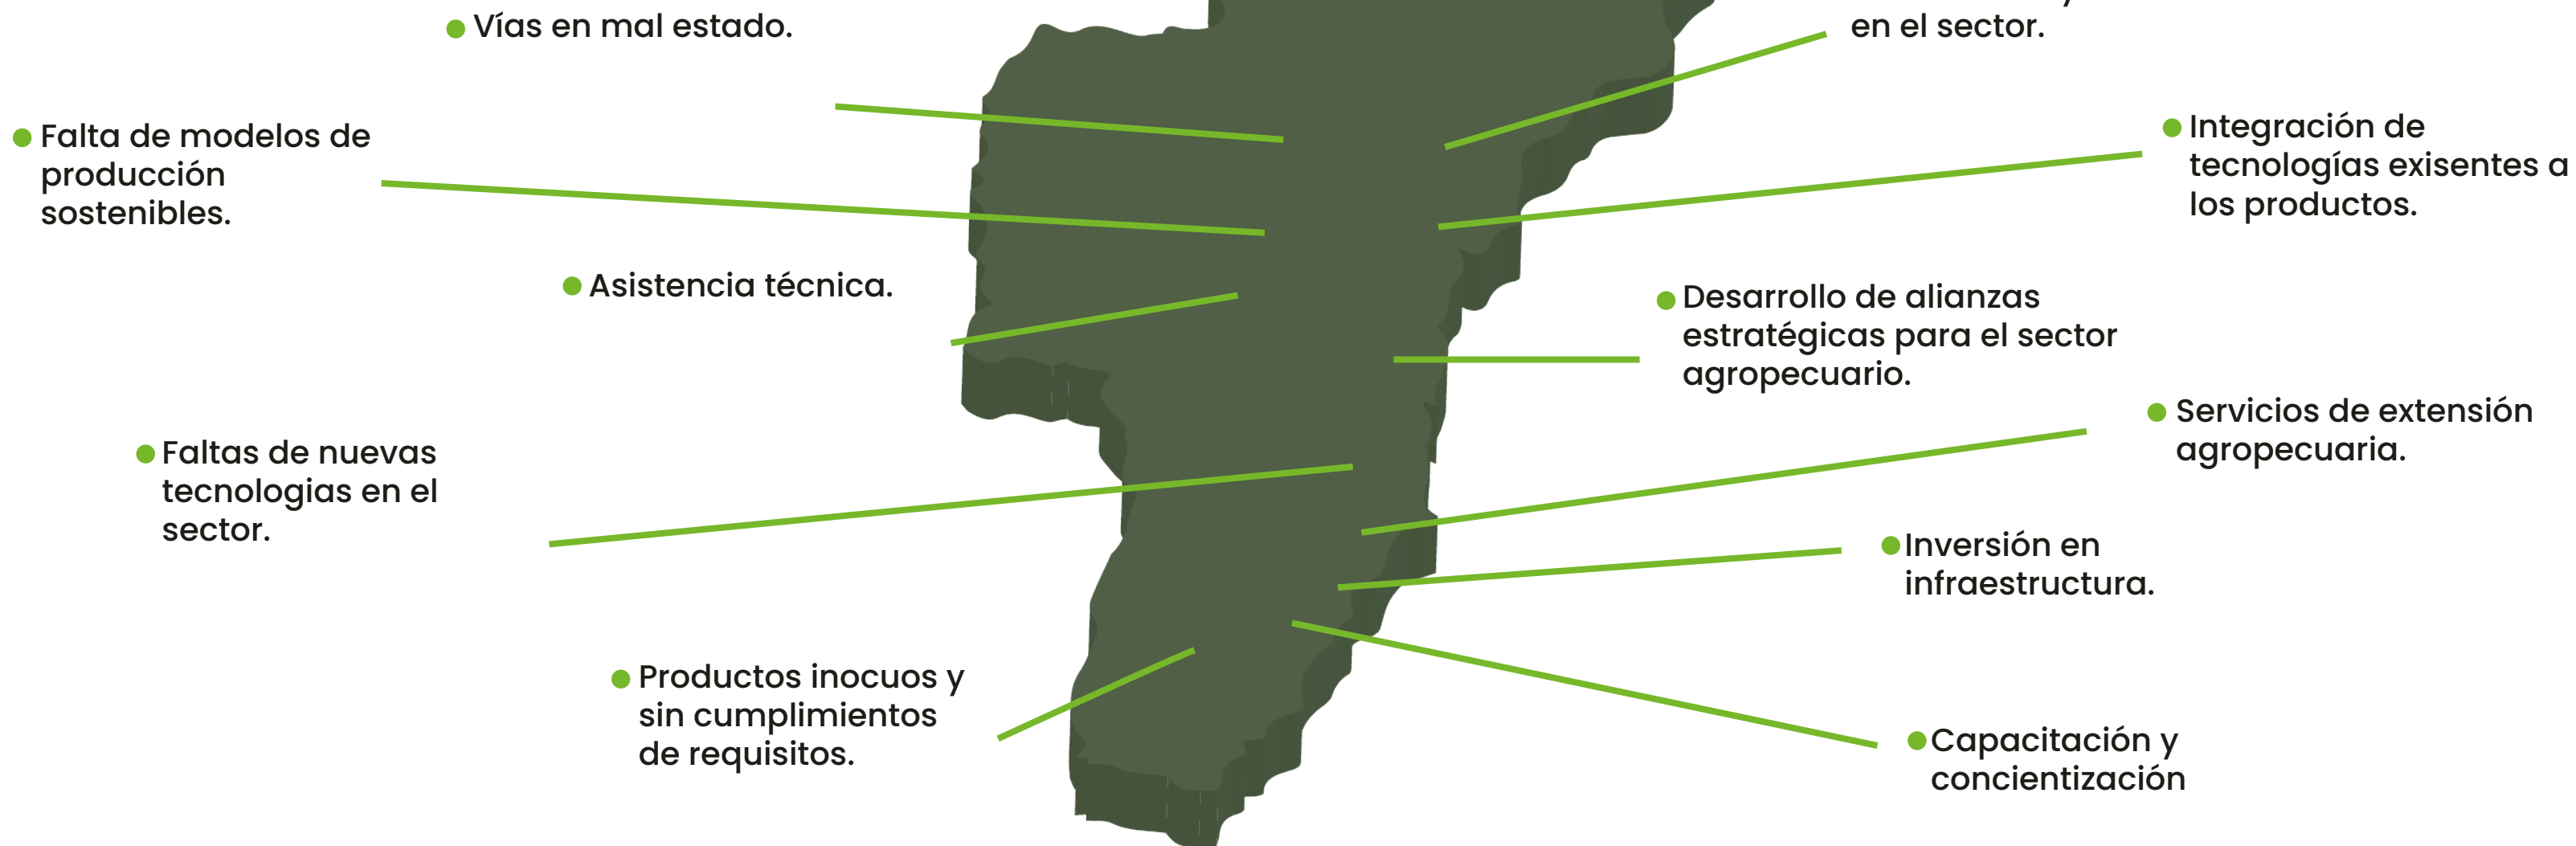 Vías en mal estado.
Falta de modelos de
producción
sostenibles.
Asistencia técnica.
Faltas de nuevas
tecnologias en el
sector.
Productos inocuos y
sin cumplimientos
de requisitos.
en el sector.
Integración de
tecnologías exisentes a
los productos.
Desarrollo de alianzas
estratégicas para el sector
agropecuario.
Servicios de extensión
agropecuaria.
Inversión en
infraestructura.
Capacitación y
concientización